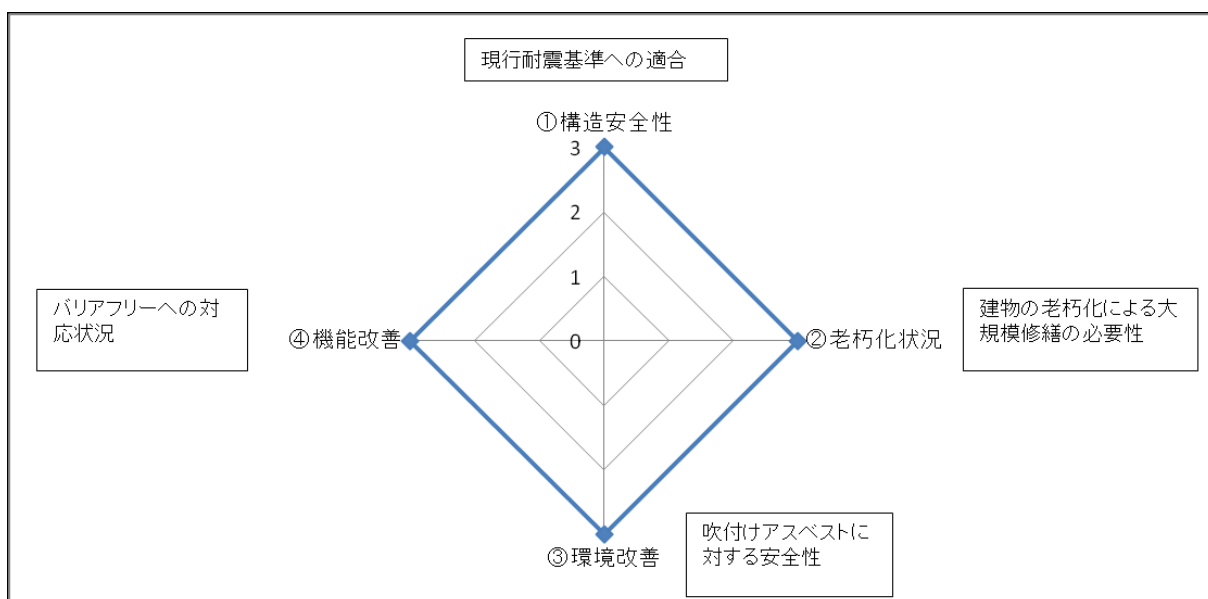 現行耐震基準への適合
①構造安全性
3
2
1
0
バリアフリーへの対
応状況
④機能改善
②老朽化状況
建物の老朽化による大
規模修繕の必要性
③環境改善
吹付けアスベストに
対する安全性